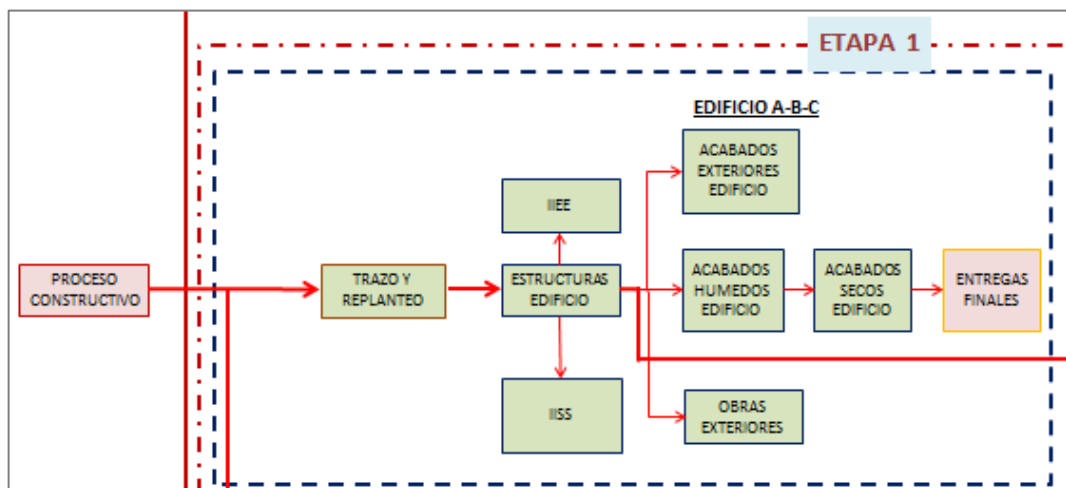 ETAPA 1
EDIFICIO A-B-C
ACABADOS
EXTERIORES
EDIFICIO
IIEE
PROCESO
CONSTRUCTIVO
TRAZO Y
REPLANTEO
ESTRUCTURAS
EDIFICIO
ACABADOS
HUMEDOS
EDIFICIO
ACABADOS
SECOS
EDIFICIO
ENTREGAS
FINALES
IISS
OBRAS
EXTERIORES